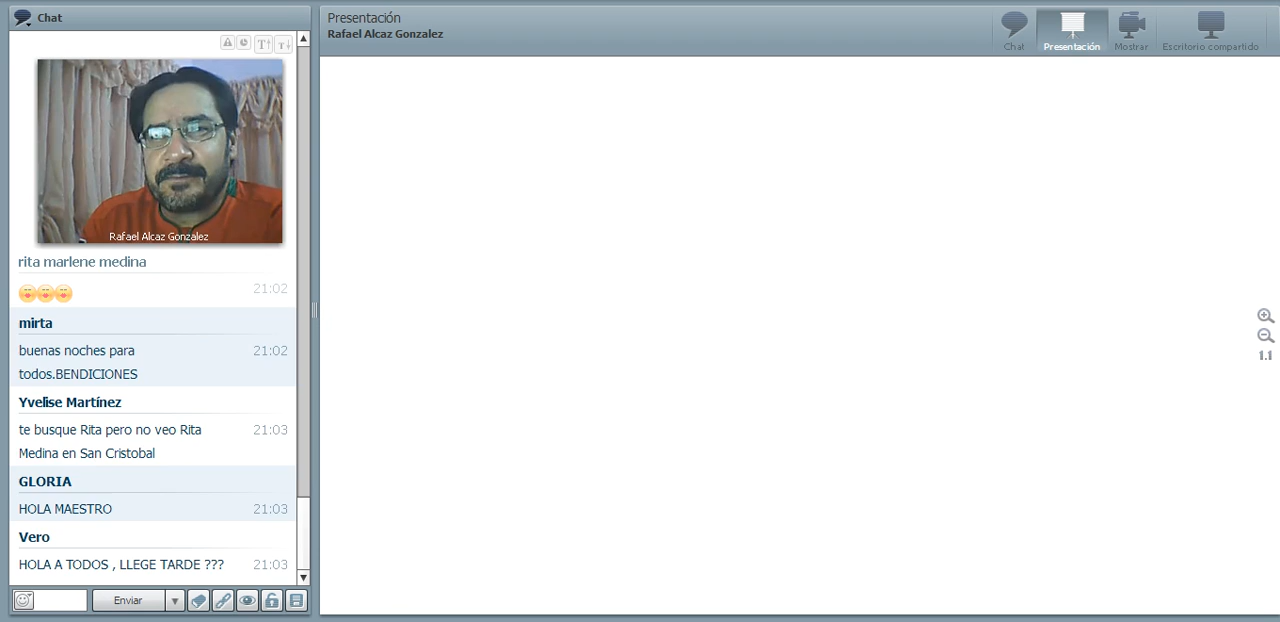 Chat
Rafael Alcaz Gonzalez
rita marlene medina
21:02
mirta
buenas noches para 21:02
todos.BENDICIONES
Yvelise Martínez
te busque Rita pero no veo Rita 21:03
Medina en San Cristobal
GLORIA
HOLA MAESTRO 21:03
Vero
HOLA A TODOS , LLEGE TARDE ??? 21:03
Enviar
Presentación
Rafael Alcaz Gonzalez
Chat Presentación Mostrar Escritorio compartido
1.1